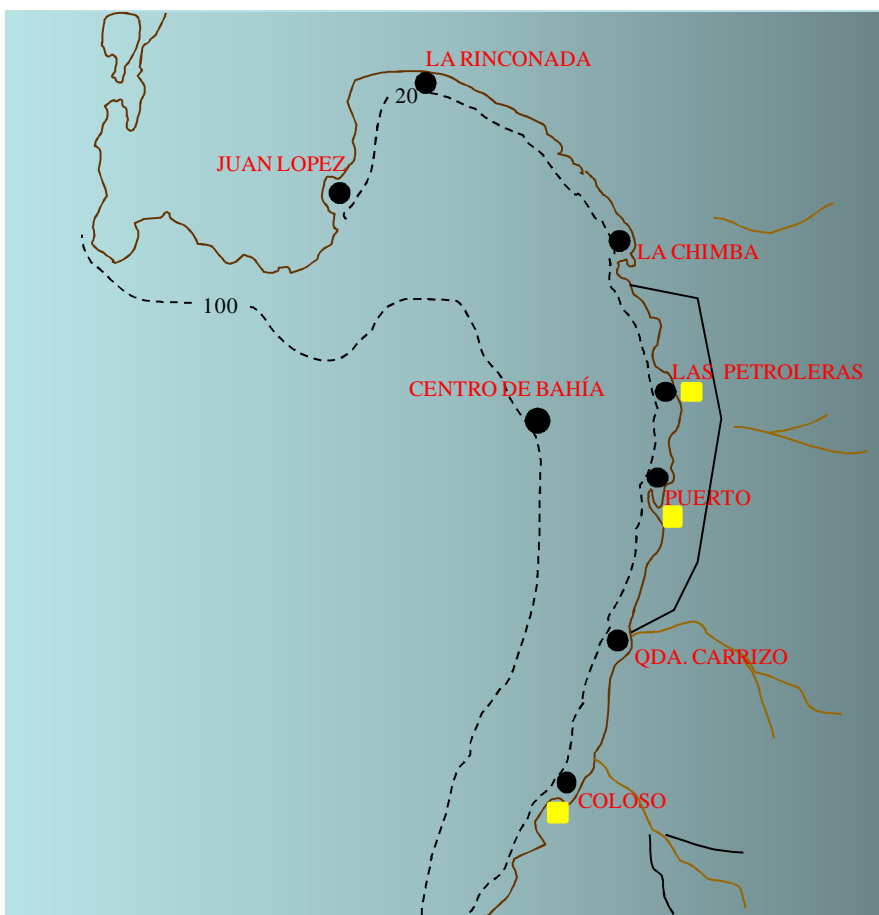 LA RINCONADA
20
JUAN LOPEZ
LA CHIMBA
100
LAS PETROLERAS
CENTRO DE BAHÍA
PUERTO
QDA. CARRIZO
COLOSO